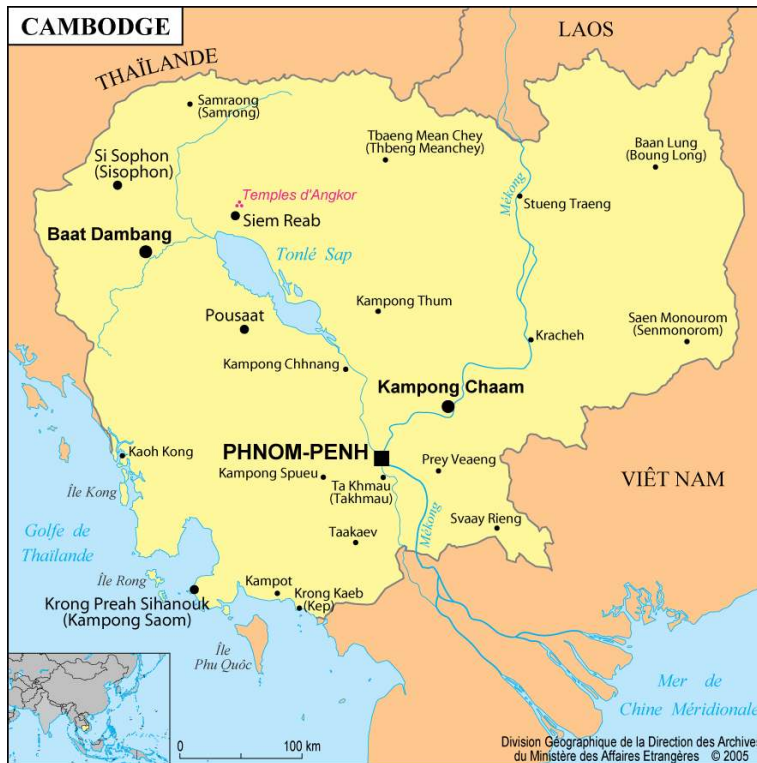 CAMBODGE
LAOS
THAÏLANDE
Samraong
(Samrong)
Tbaeng Mean Chey
(Thbeng Meanchey)
Baan Lung
(Boung Long)
Si Sophon
(Sisophon)
Mékong
Temples d'Angkor
Stueng Traeng
Siem Reab
Baat Dambang
Tonlé Sap
Kampong Thum
Pousaat
Saen Monourom
(Senmonorom)
Kracheh
Kampong Chhnang
Kampong Chaam
Kaoh Kong
PHNOM-PENH
Prey Veaeng
Kampong Spueu
Ta Khmau
(Takhmau)
VIÊT NAM
Île Kong
Golfe de
Thaïlande
Svaay Rieng
Mékong
Taakaev
Île Rong
Kampot
Krong Kaeb
(Kep)
Krong Preah Sihanouk
(Kampong Saom)
Île
Phu Quôc
Mer de
Chine Méridionale
0
100 km
Division Géographique de la Direction des Archives
du Ministère des Affaires Etrangères © 2005